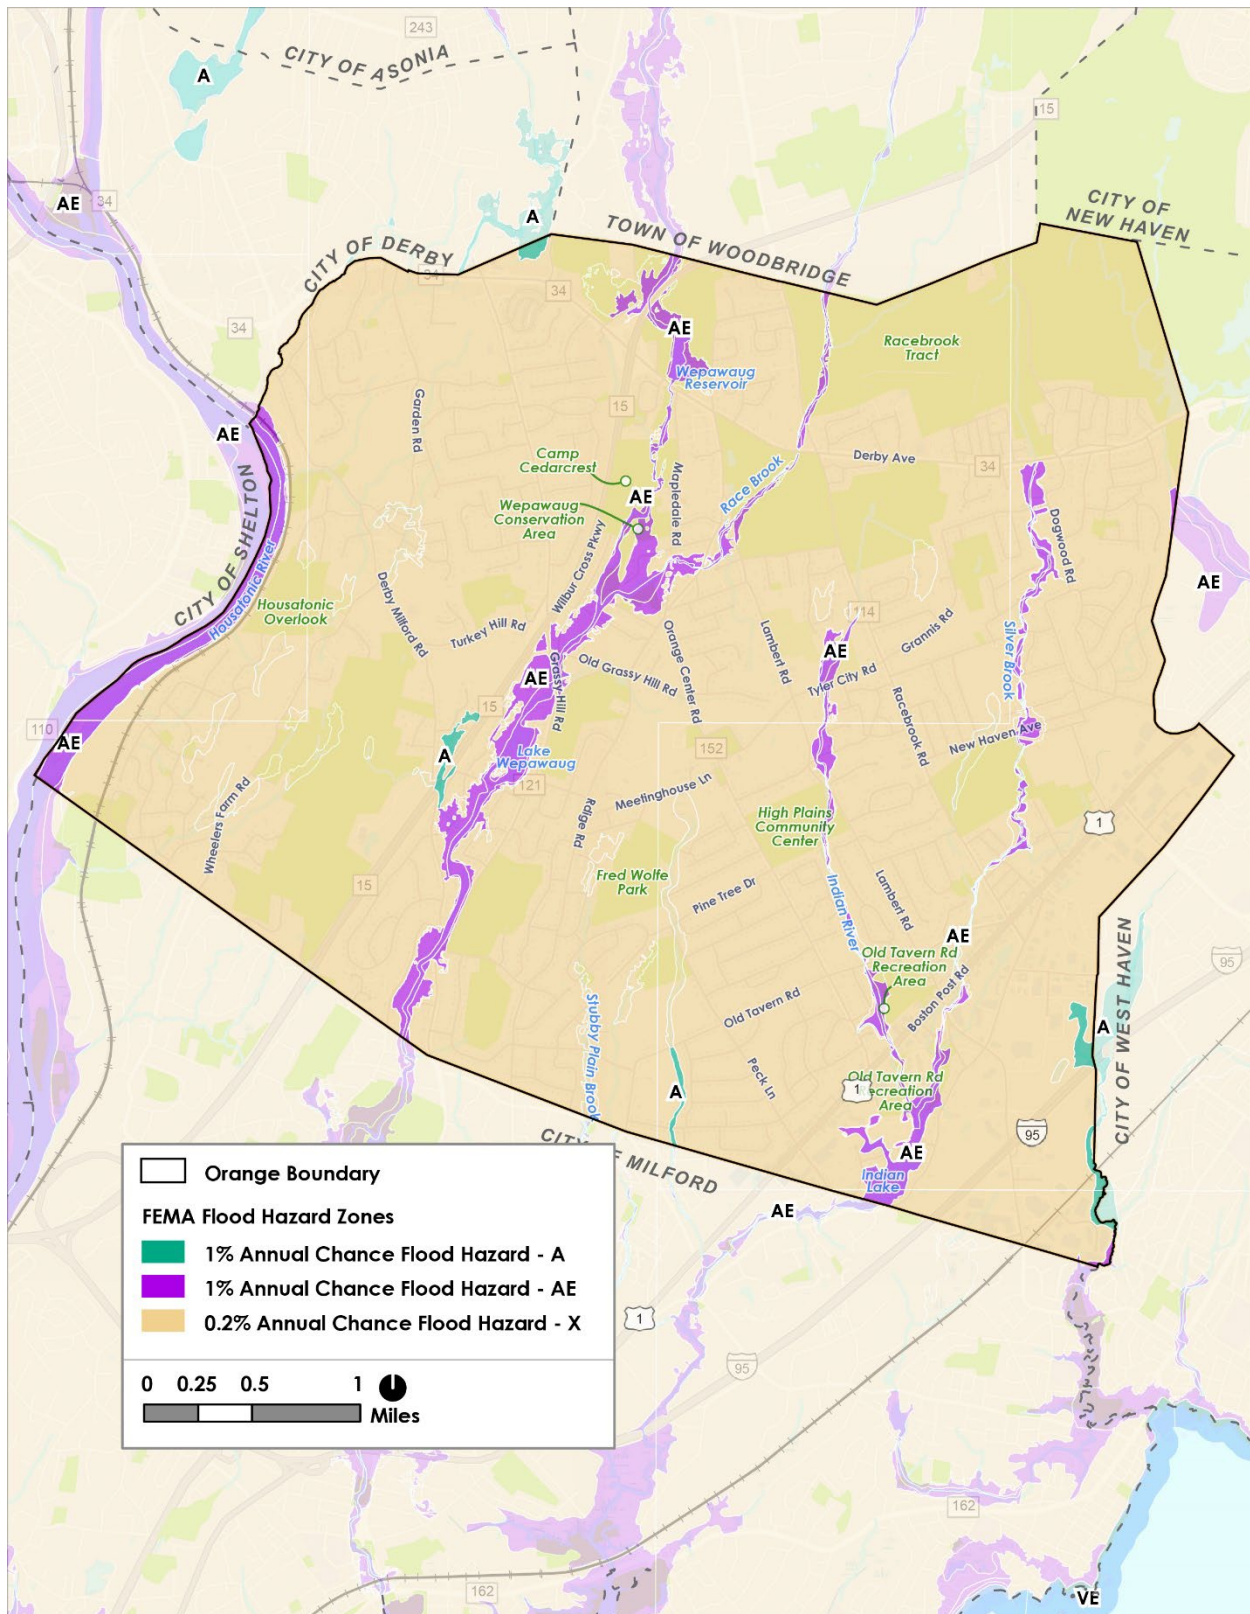 243
CITY OF ASONIA
A
15
AE
34
A
CITY OF
NEW HAVEN
TOWN OF WOODBRIDGE
CITY OF DERBY
34
34
34
AE
Racebrook
Tract
Wepawaug
Reservoir
Garden Rd
15
AE
Camp
Cedarcrest
Derby Ave
34
CITY OF SHELTON
Mapledale Rd
Race Brook
AE
Wepawaug
Conservation
Area
Dogwood Rd
Wilbur Cross Pkwy
AE
Housatonic River
Housatonic
Overlook
Derby Milford Rd
Turkey Hill Rd
114
Grannis Rd
Silver Brook
Lambert Rd
AE
Orange Center Rd
Old Grassy Hill Rd
Grassy Hill Rd
AE
Tyler City Rd
Racebrook Rd
15
110
AE
New Haven Ave
152
A
Lake
Wepawaug
121
Meetinghouse Ln
Wheelers Farm Rd
Rdige Rd
High Plains
Community
Center
1
15
Fred Wolfe
Park
Pine Tree Dr
Indian River
Lambert Rd
AE
Old Tavern Rd
Recreation
Area
95
CITY OF WEST HAVEN
Boston Post Rd
Old Tavern Rd
Stubby Plain Brook
A
Peck Ln
A
Old Tavern Rd
Recreation
Area
1
95
CITY OF MILFORD
AE
Indian
Lake
AE
Orange Boundary
FEMA Flood Hazard Zones
1% Annual Chance Flood Hazard - A
1% Annual Chance Flood Hazard - AE
0.2% Annual Chance Flood Hazard - X
0 0.25 0.5 1
Miles
1
95
162
162
VE